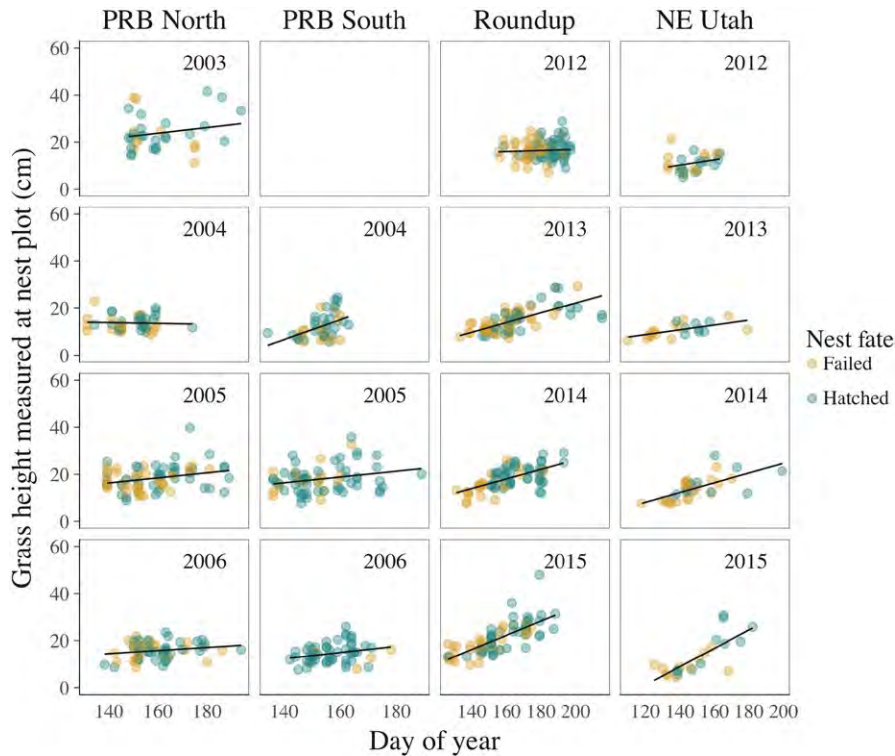 PRB North PRB South Roundup NE Utah
60 2003 2012 2012
40
20
0
60 2004 2004 2013 2013
40
20
0
60 2005 2005 2014 2014
40
20
0
60 2006 2006 2015 2015
40
20
0
140 160 180 140 160 180 140 160 180 200 120 140 160 180 200
Day of year
Grass height measured at nest plot (cm)
Nest fate
Failed
Hatched